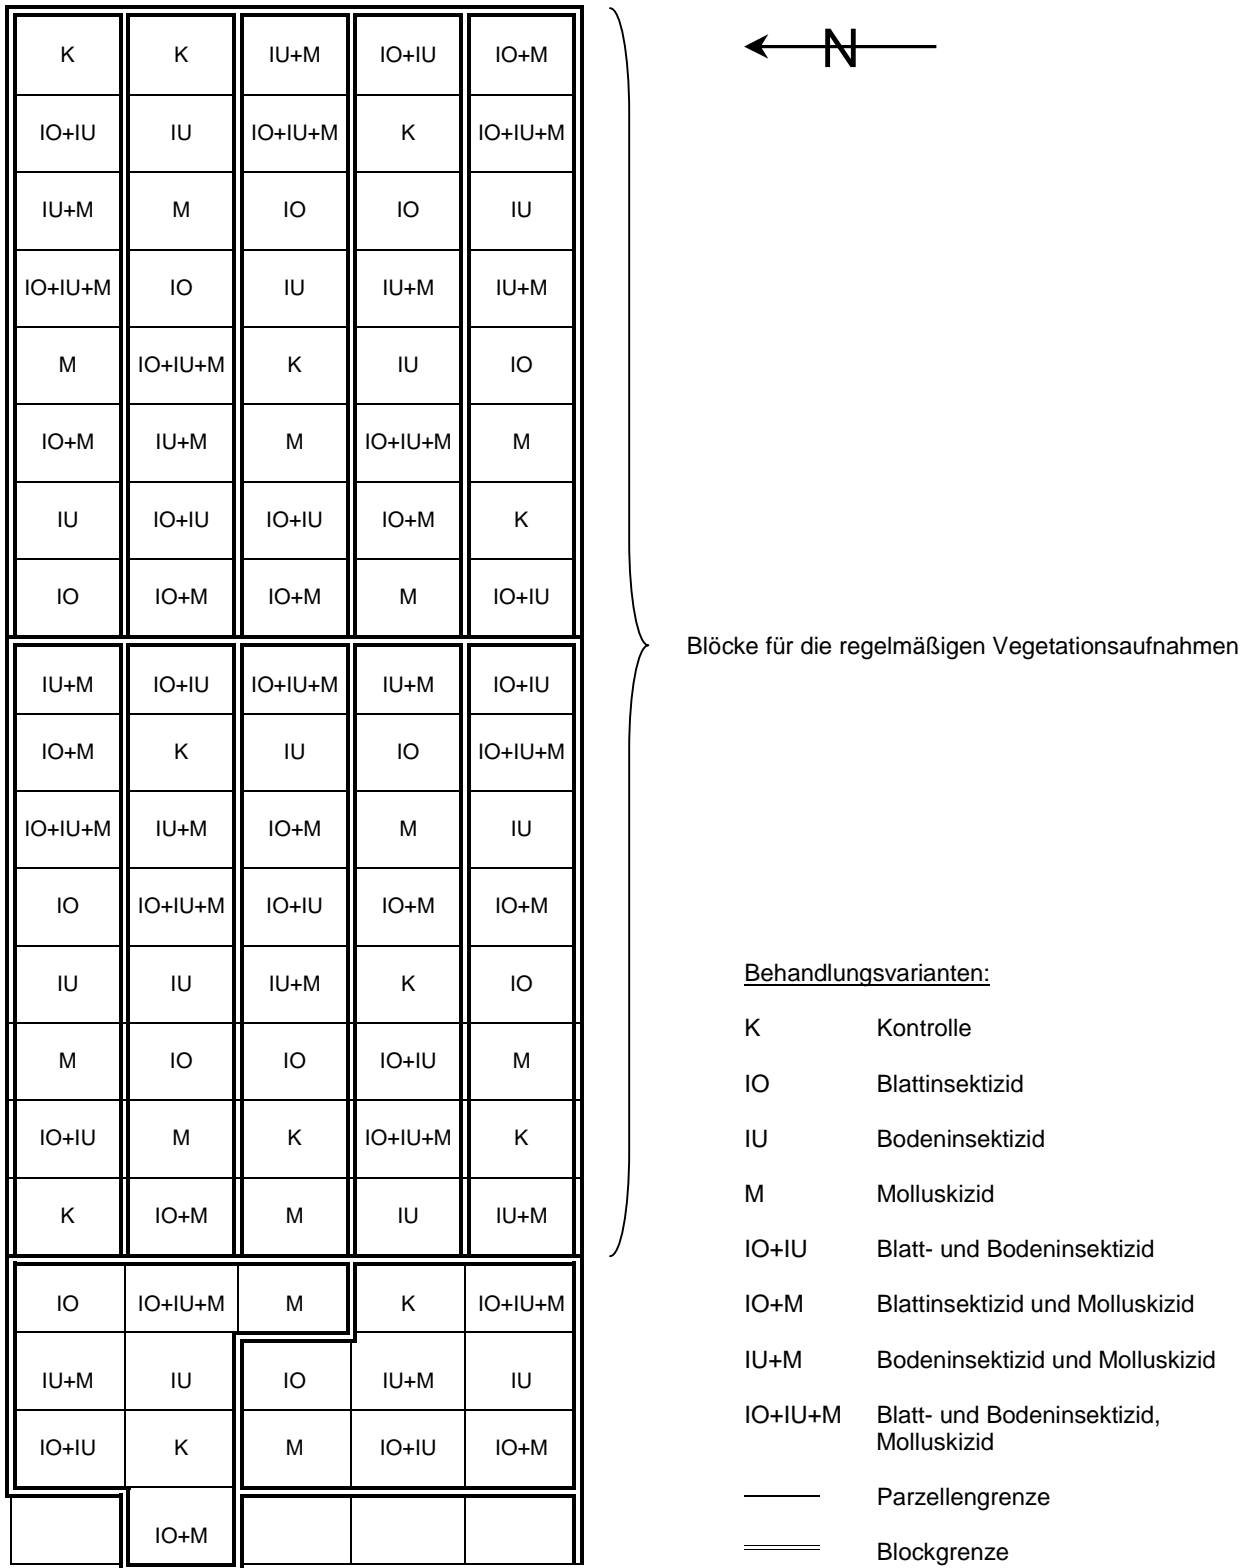 N
K K IU+M IO+IU IO+M
IO+IU IU IO+IU+M K IO+IU+M
IU+M M IO IO IU
IO+IU+M IO IU IU+M IU+M
M IO+IU+M K IU IO
IO+M IU+M M IO+IU+M M
IU IO+IU IO+IU IO+M K
IO IO+M IO+M M IO+IU
Blöcke für die regelmäßigen Vegetationsaufnahmen
IU+M IO+IU IO+IU+M IU+M IO+IU
IO+M K IU IO IO+IU+M
IO+IU+M IU+M IO+M M IU
IO IO+IU+M IO+IU IO+M IO+M
IU IU IU+M K IO
M IO IO IO+IU M
IO+IU M K IO+IU+M K
K IO+M M IU IU+M
IO IO+IU+M M K IO+IU+M
IU+M IU IO IU+M IU
IO+IU K M IO+IU IO+M
IO+M
Behandlungsvarianten:
K Kontrolle
IO Blattinsektizid
IU Bodeninsektizid
M Molluskizid
IO+IU Blatt- und Bodeninsektizid
IO+M Blattinsektizid und Molluskizid
IU+M Bodeninsektizid und Molluskizid
IO+IU+M Blatt- und Bodeninsektizid,
Molluskizid
Parzellengrenze
Blockgrenze